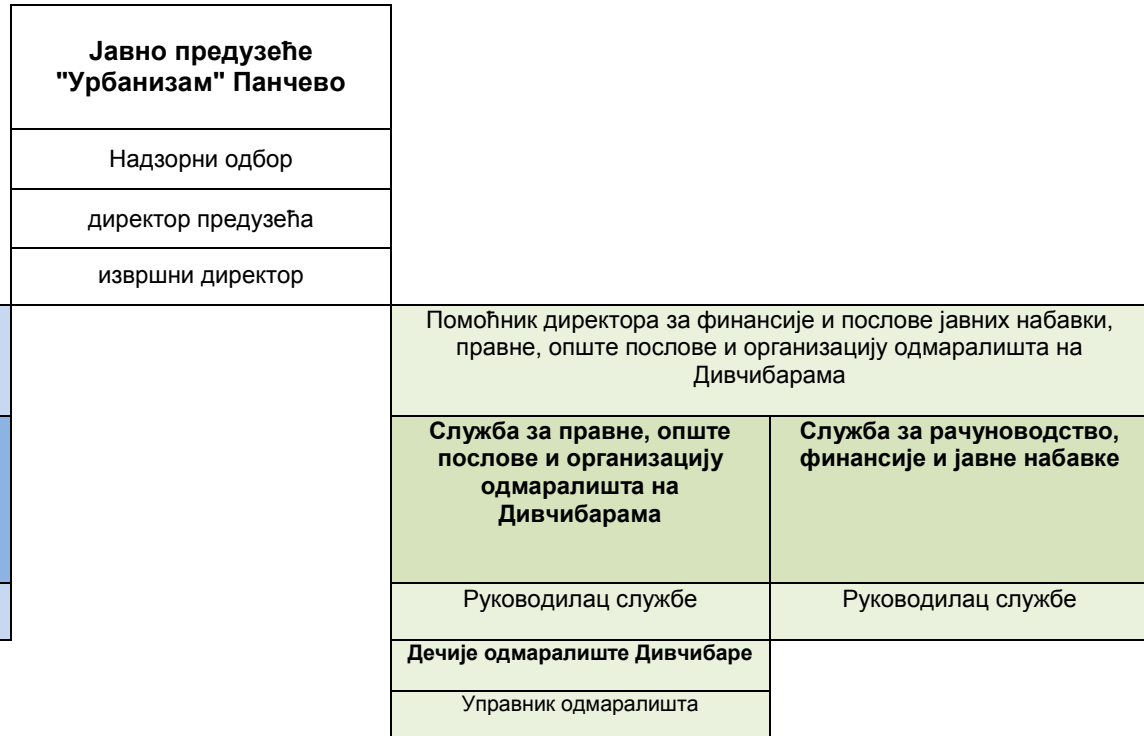 Јавно предузеће
"Урбанизам" Панчево
Надзорни одбор
директор предузећа
извршни директор
Помоћник директора за финансије и послове јавних набавки,
правне, опште послове и организацију одмаралишта на
Дивчибарама
Служба за правне, опште
послове и организацију
одмаралишта на
Дивчибарама
Служба за рачуноводство,
финансије и јавне набавке
Руководилац службе
Руководилац службе
Дечије одмаралиште Дивчибаре
Управник одмаралишта